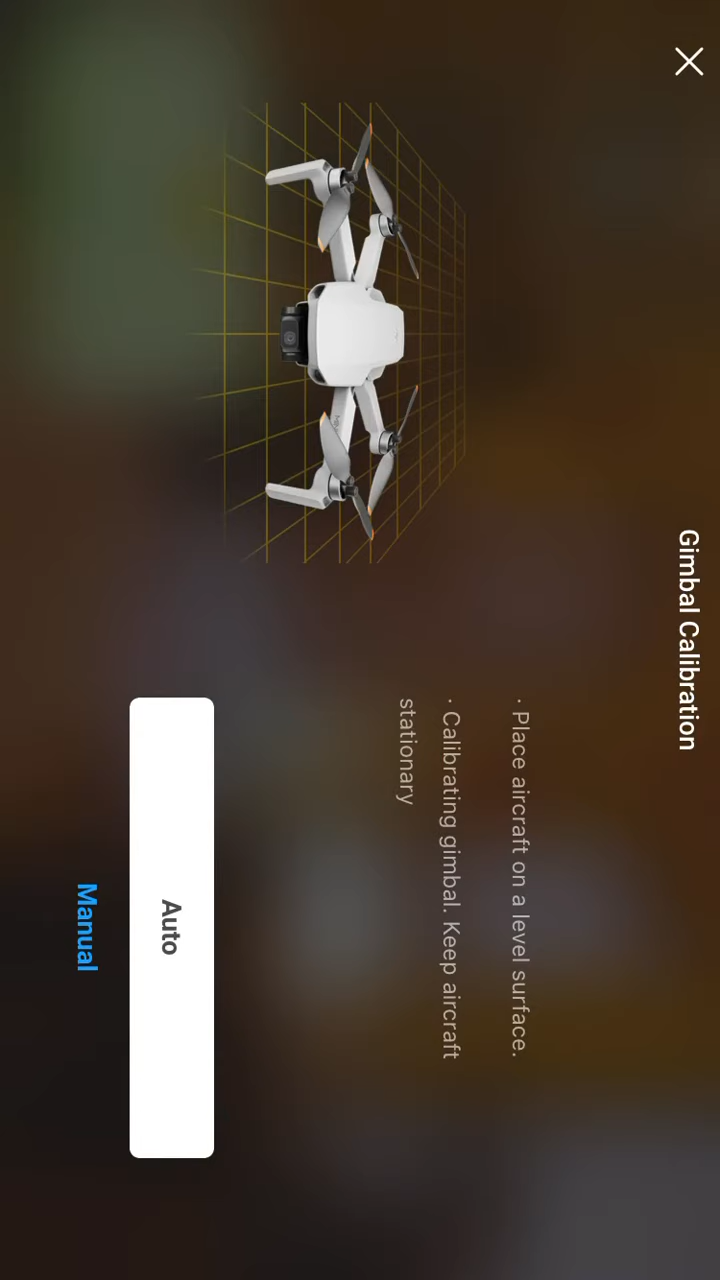 Gimbal Calibration
· Place aircraft on a level surface.
· Calibrating gimbal. Keep aircraft
stationary
Auto
Manual